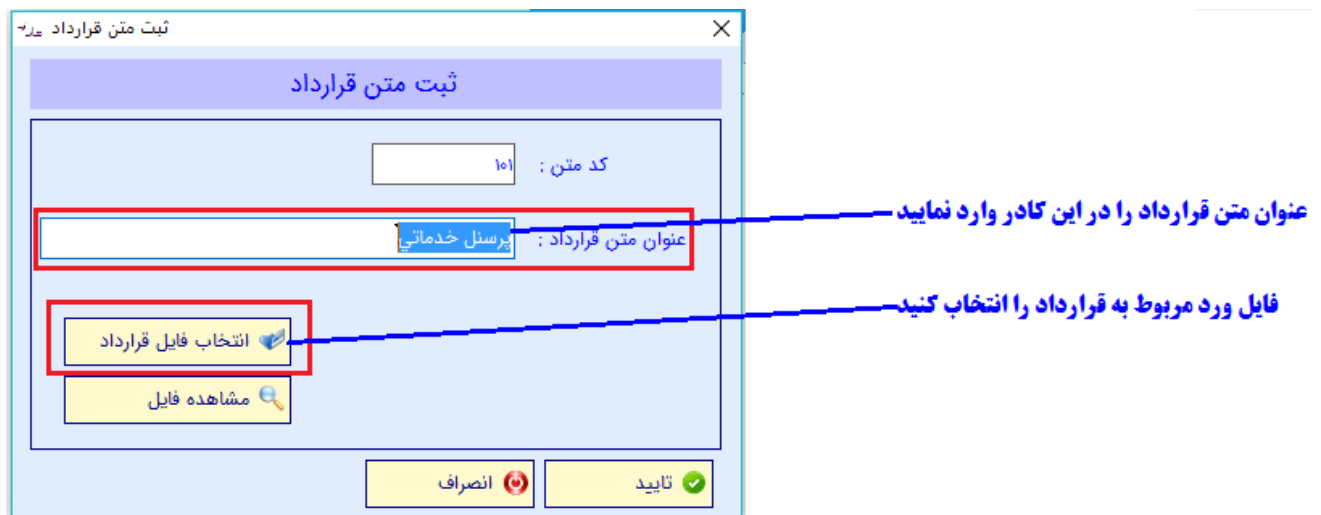 ثبت متن قرارداد
ثبت متن قرارداد
کد متن : ۱۰۱
عنوان متن قرارداد : پرسنل خدماتي
عنوان متن قرارداد را در این کادر وارد نمایید
فایل ورد مربوط به قرارداد را انتخاب کنید
انتخاب فایل قرارداد
مشاهده فایل
تایید
انصراف